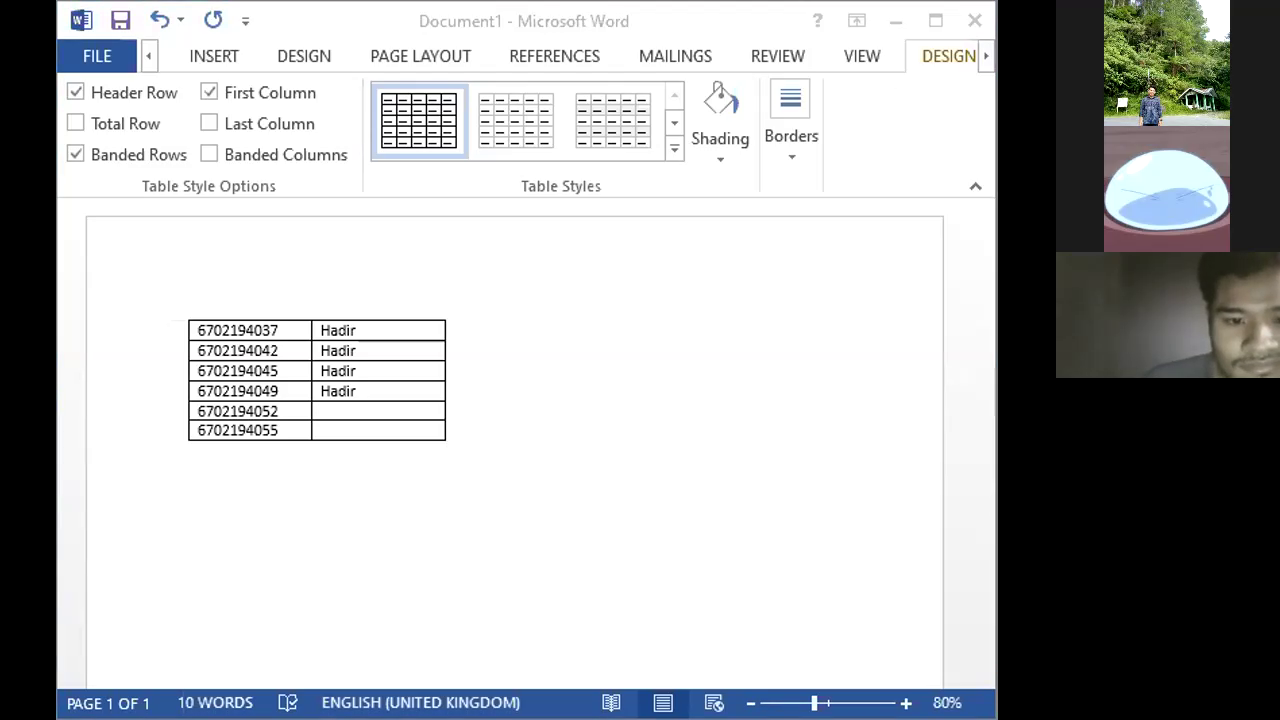 Document1 - Microsoft Word
FILE INSERT DESIGN PAGE LAYOUT REFERENCES MAILINGS REVIEW VIEW DESIGN
Header Row First Column
Total Row Last Column
Banded Rows Banded Columns
Table Style Options
Table Styles
Shading
Borders
6702194037 Hadir
6702194042 Hadir
6702194045 Hadir
6702194049 Hadir
6702194052
6702194055
PAGE 1 OF 1 10 WORDS ENGLISH (UNITED KINGDOM) 80%